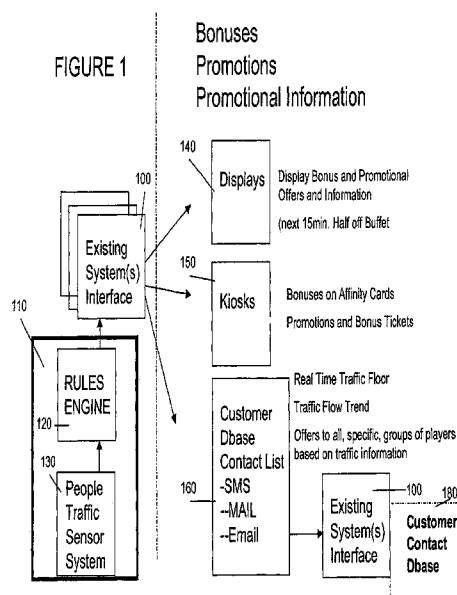 FIGURE 1
Bonuses
Promotions
Promotional Information
100
Existing
System(s)
Interface
110
RULES
ENGINE
120
130
People
Traffic
Sensor
System
140
Displays
Display Bonus and Promotional
Offers and Information
(next 15min. Half off Buffet
150
Kiosks
Bonuses on Affinity Cards
Promotions and Bonus Tickets
Real Time Traffic Floor
Traffic Flow Trend
Offers to all, specific, groups of players
based on traffic information
Customer
Dbase
Contact List
-SMS
--MAIL
--Email
160
100
Existing
System(s)
Interface
180
Customer
Contact
Dbase